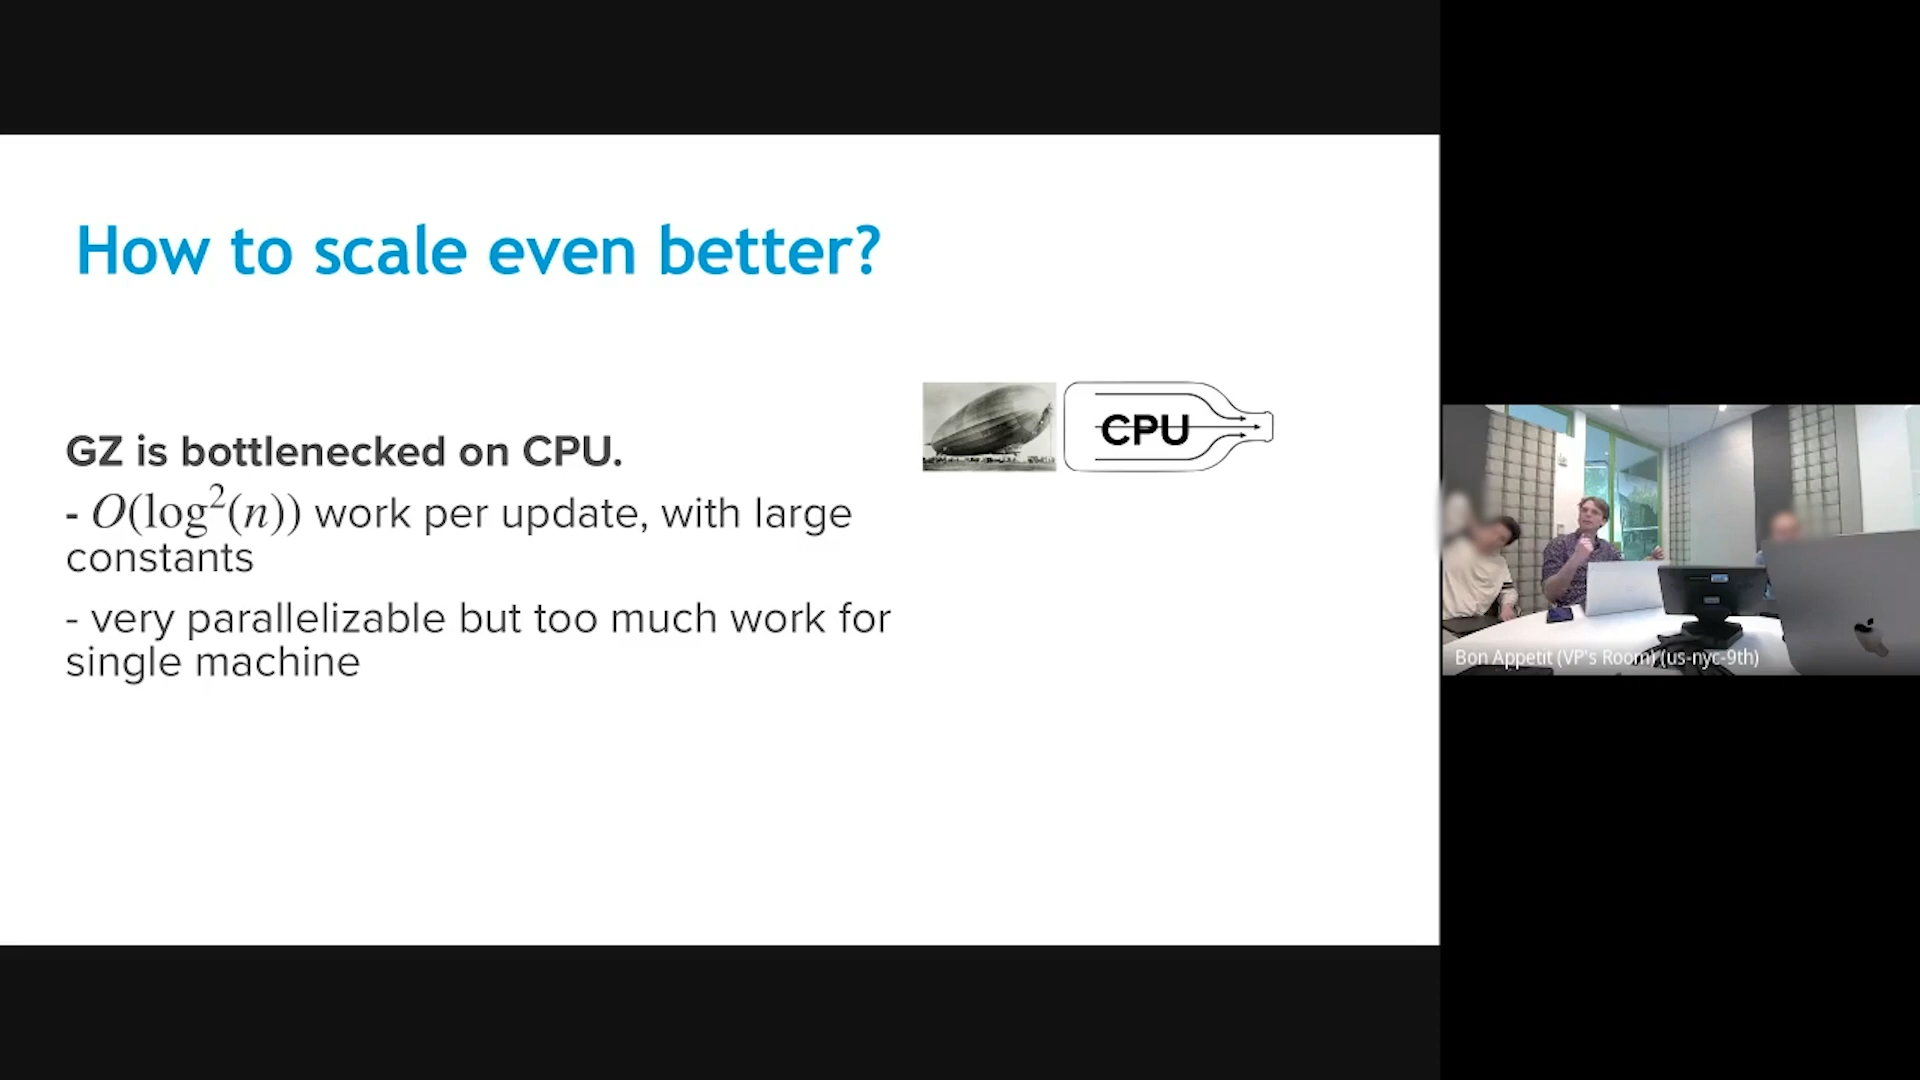 How to scale even better?
GZ is bottlenecked on CPU.
- O(log²(n)) work per update, with large
constants
- very parallelizable but too much work for
single machine
CPU
Bon Appetit (VP's Room) (us-nyc-9th)